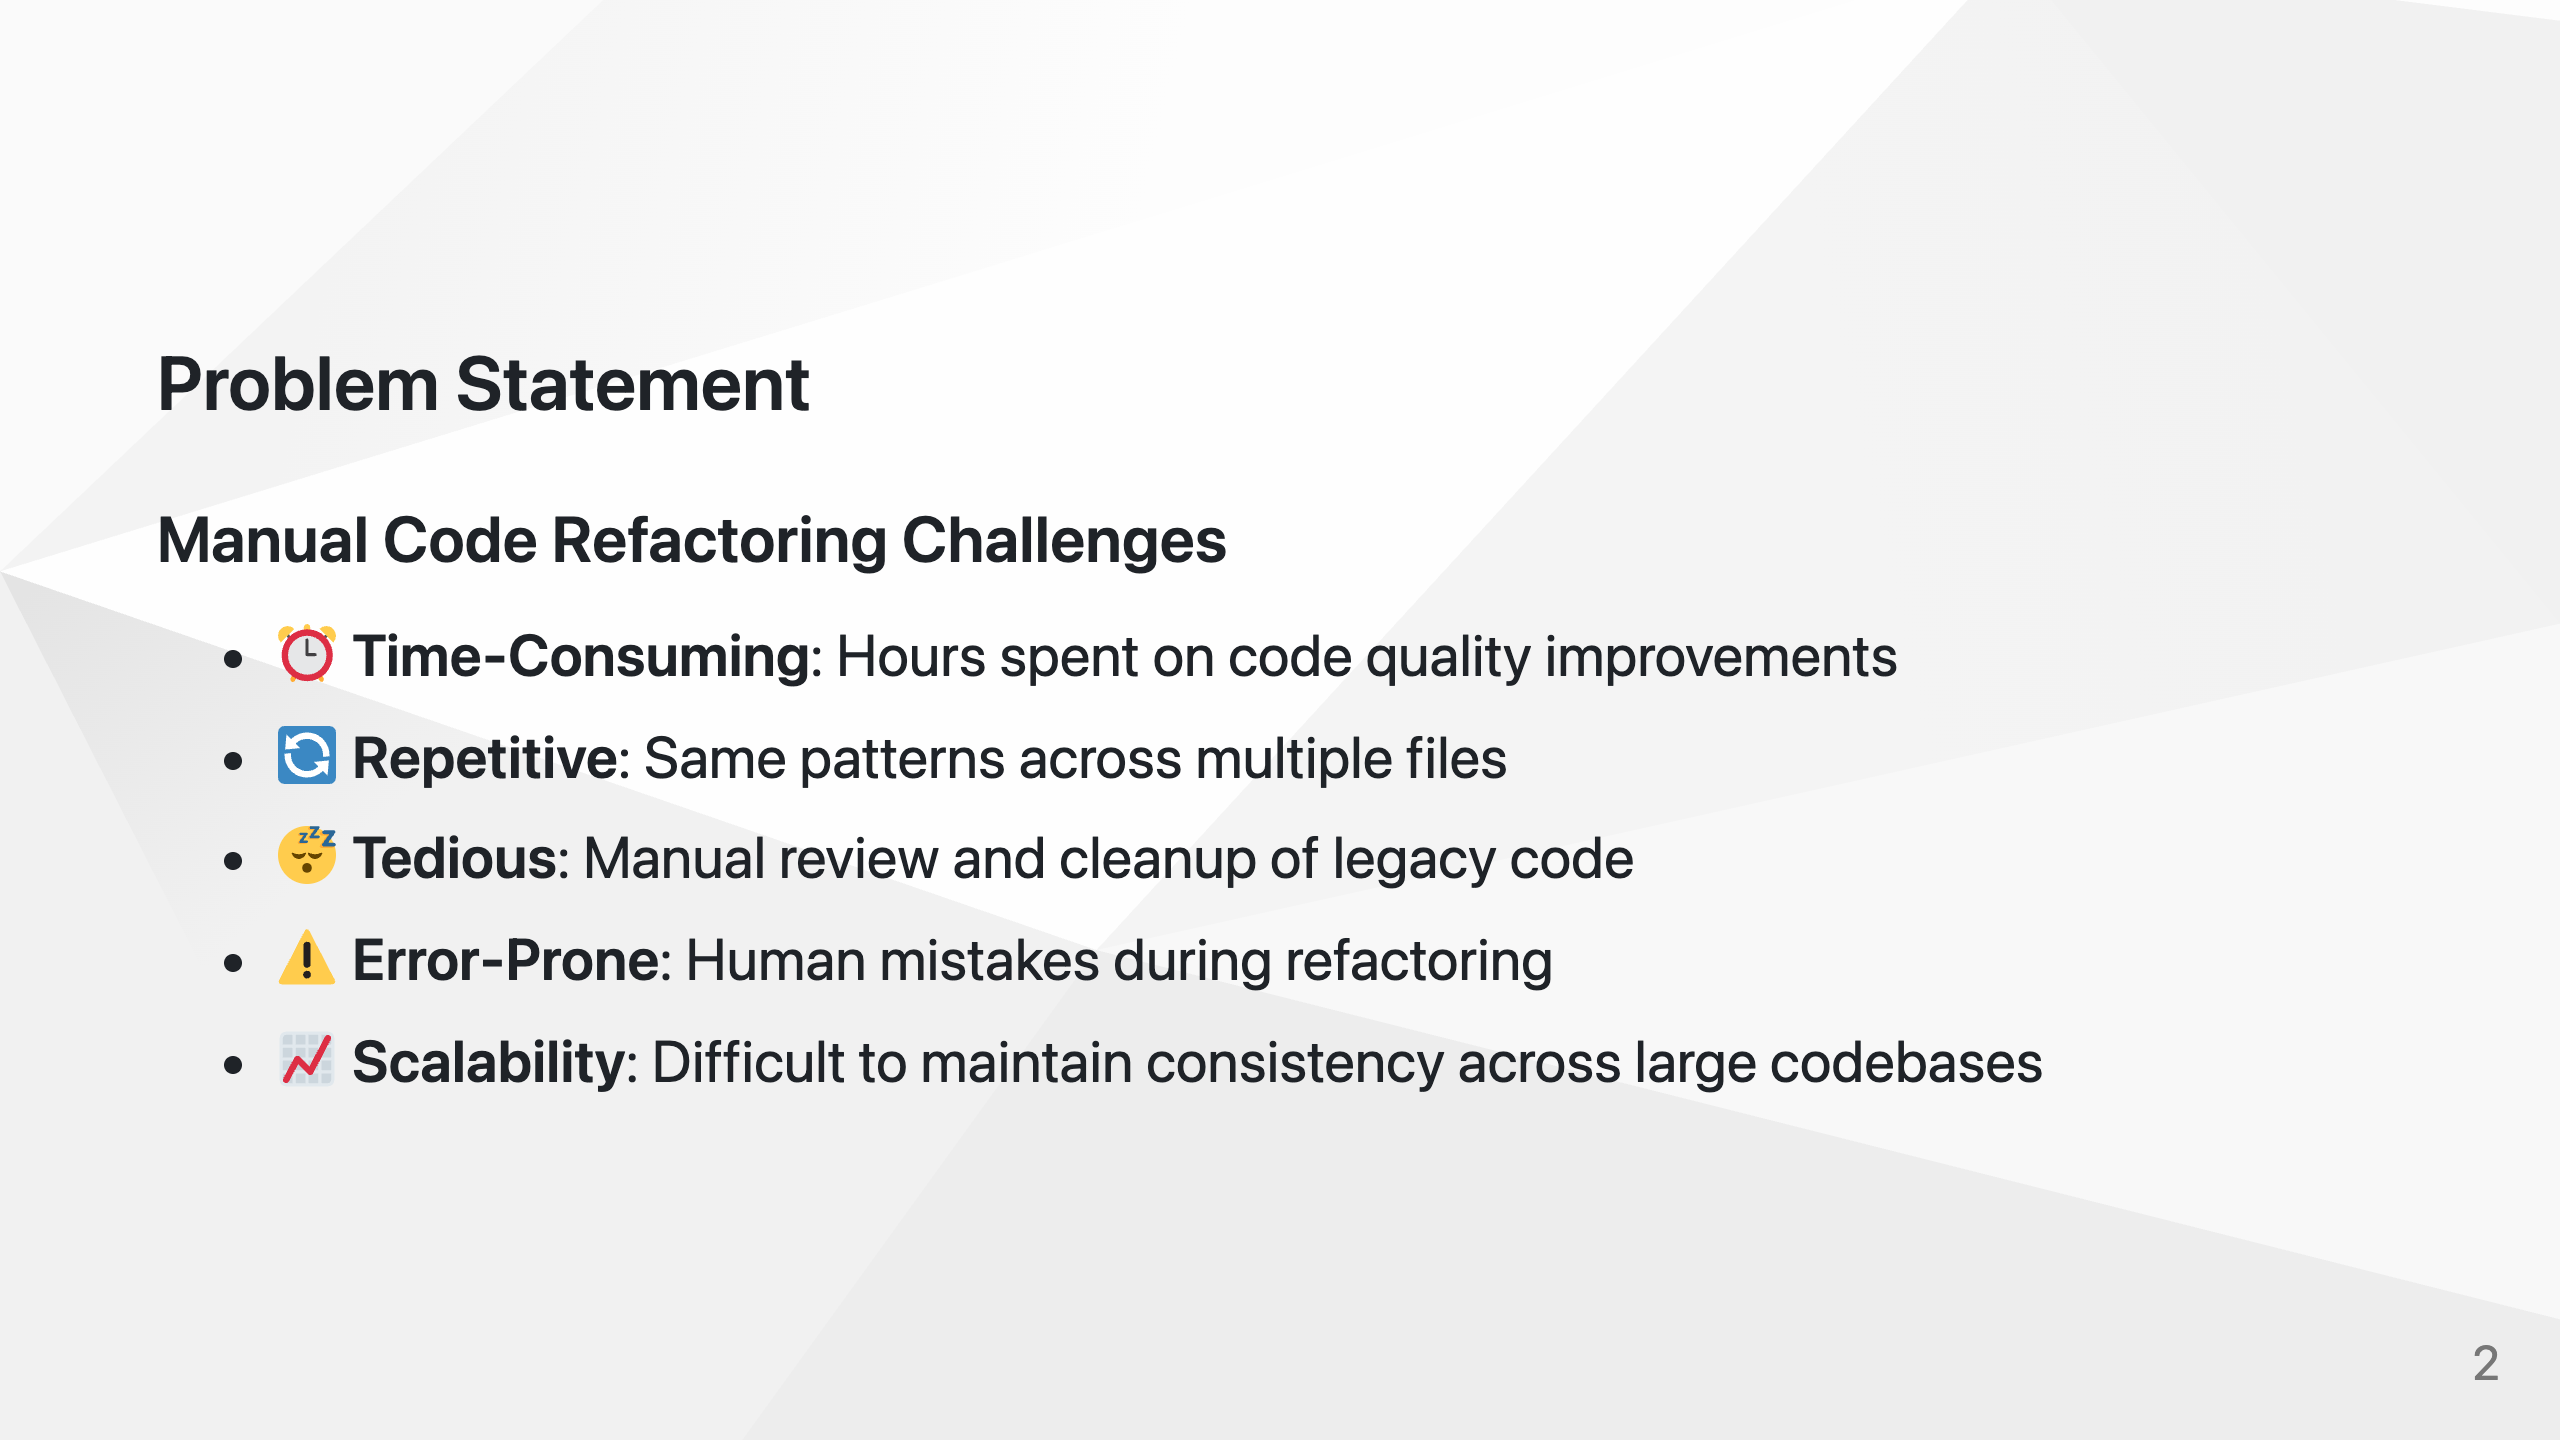 Problem Statement
Manual Code Refactoring Challenges
• ⏰ Time-Consuming: Hours spent on code quality improvements
• 🔄 Repetitive: Same patterns across multiple files
• 😴 Tedious: Manual review and cleanup of legacy code
• ⚠️ Error-Prone: Human mistakes during refactoring
• 📈 Scalability: Difficult to maintain consistency across large codebases
2